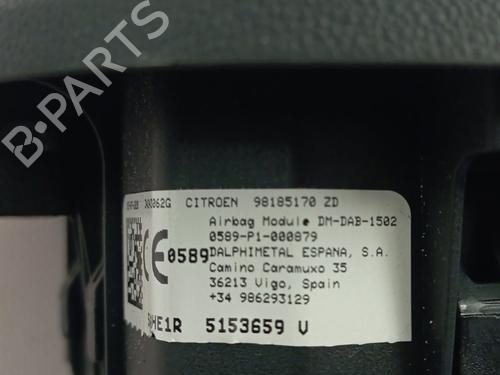 B-PARTS
303062G CITROEN 98185170 ZD
Airbag Module DM-DAB-1502
0589-P1-000879
CE 0589 DALPHIMETAL ESPANA, S.A.
Camino Caramuxo 35
36213 Vigo, Spain
+34 986293129
5153659 V